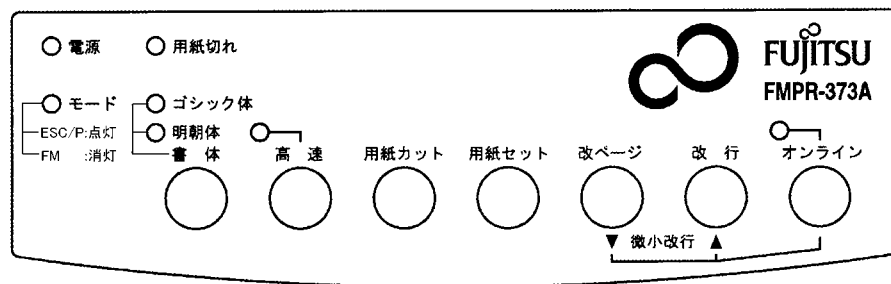 電源 用紙切れ
FUJITSU
FMPR-373A
モード ゴシック体
ESC/P:点灯 明朝体
FM :消灯 書 体 高 速 用紙カット 用紙セット 改ページ 改 行 オンライン
▼ 微小改行 ▲